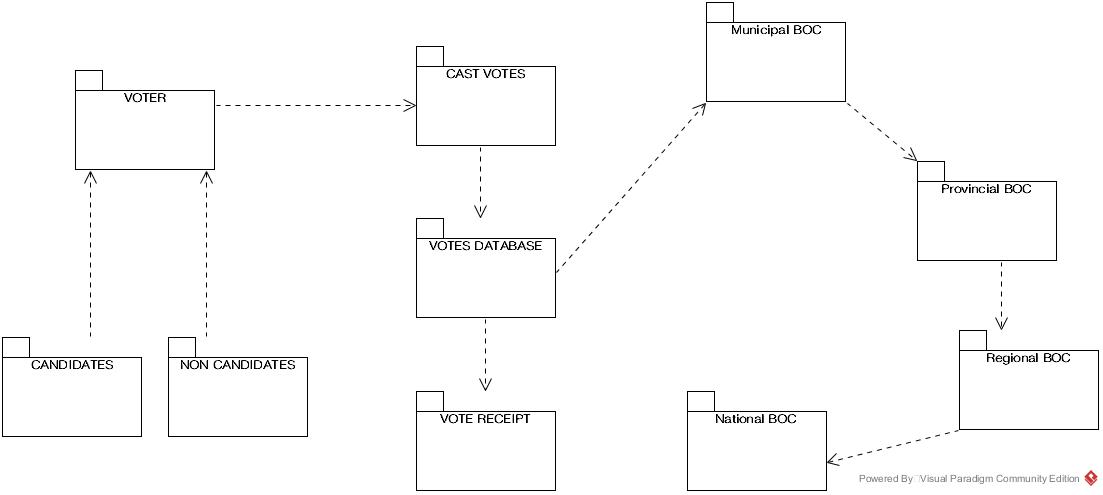 Municipal BOC
CAST VOTES
VOTER
Provincial BOC
VOTES DATABASE
Regional BOC
CANDIDATES
NON CANDIDATES
VOTE RECEIPT
National BOC
Powered By Visual Paradigm Community Edition